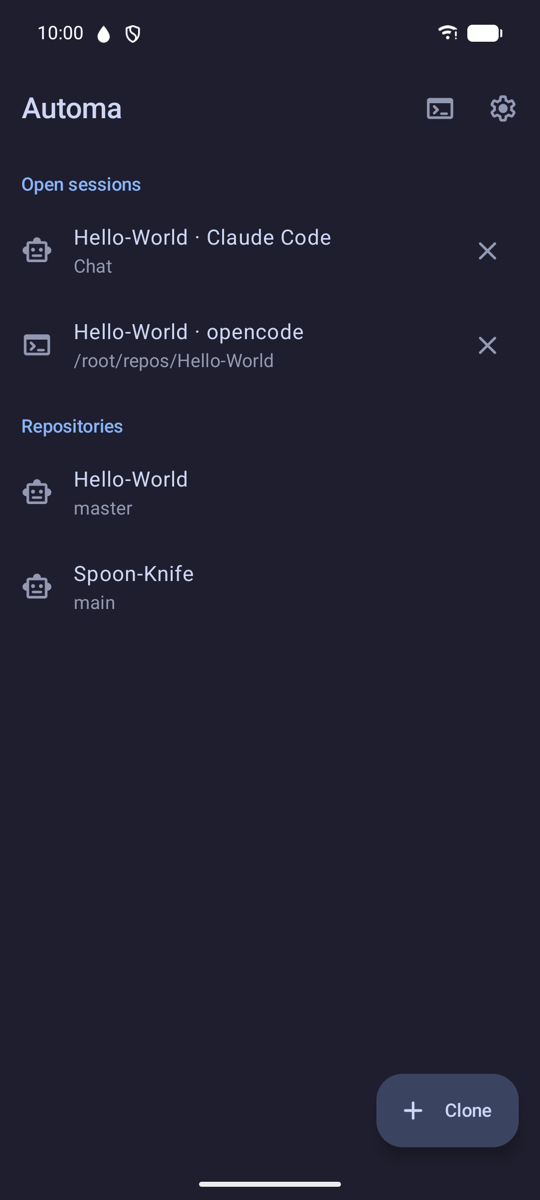 10:00
Automa
Open sessions
Hello-World · Claude Code
Chat
Hello-World · opencode
/root/repos/Hello-World
Repositories
Hello-World
master
Spoon-Knife
main
Clone